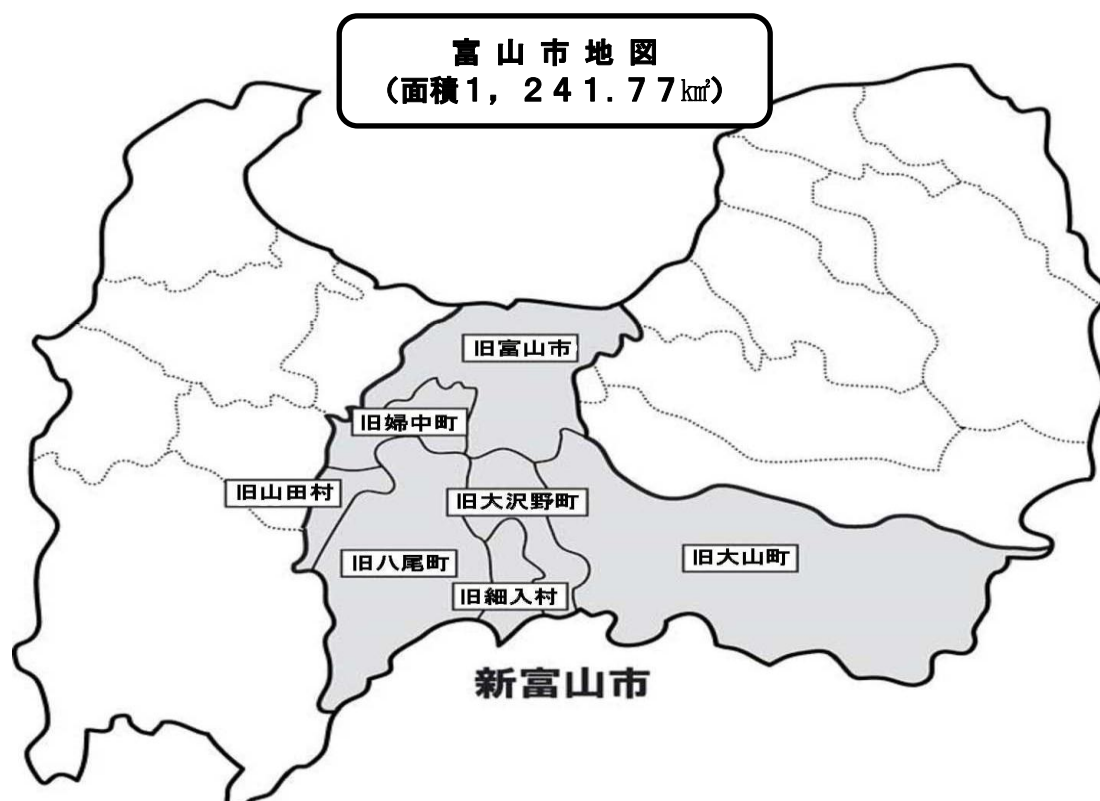 富山市地図
(面積1,241.77㎢)
旧富山市
旧婦中町
旧山田村
旧大沢野町
旧八尾町
旧大山町
旧細入村
新富山市